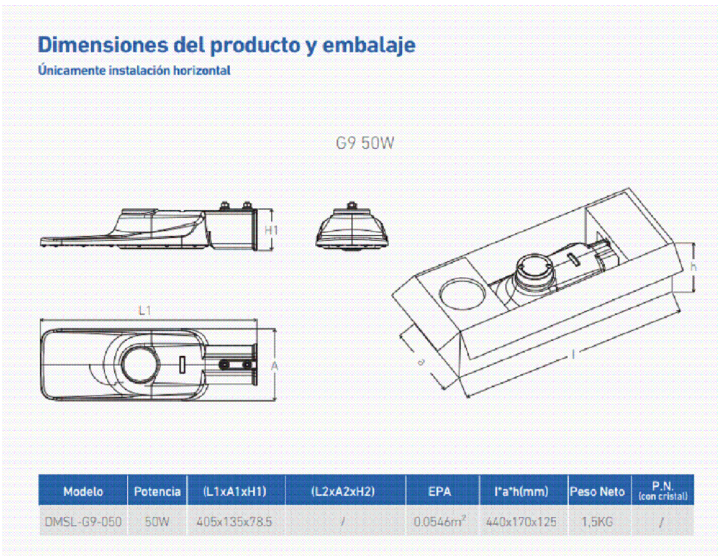 Dimensiones del producto y embalaje
Únicamente instalación horizontal
G9 50W
H1
h
L1
A
a
l
Modelo Potencia (L1xA1xH1) (L2xA2xH2) EPA l*a*h(mm) Peso Neto P.N. (con cristal)
DMSL-G9-050 50W 405x135x78.5 / 0.0546m² 440x170x125 1,5KG /